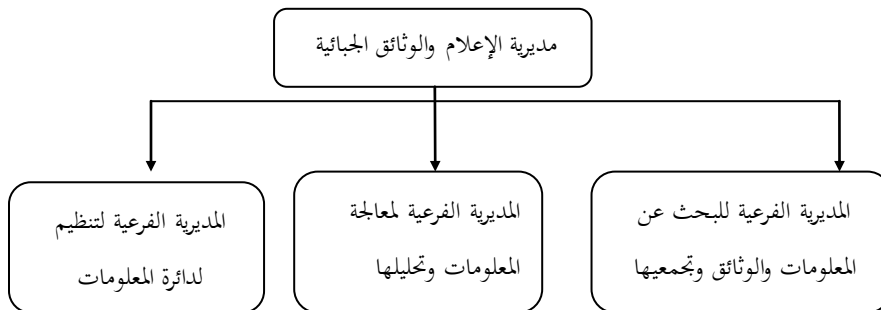 مديرية الإعلام والوثائق الجبائية
المديرية الفرعية للبحث عن
المعلومات والوثائق وتجمعيها
المديرية الفرعية لمعالجة
المعلومات وتحليلها
المديرية الفرعية لتنظيم
لدائرة المعلومات